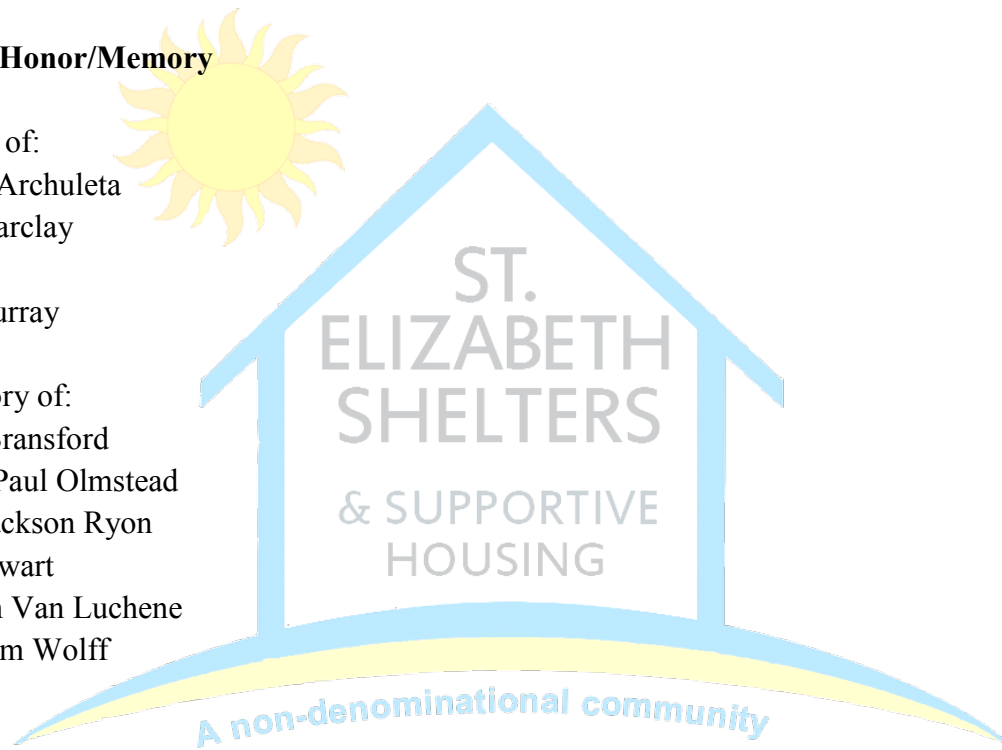 Honor/Memory
of:
Archuleta
arclay
urray
ry of:
ransford
Paul Olmstead
ckson Ryon
wart
n Van Luchene
m Wolff
ST.
ELIZABETH
SHELTERS
& SUPPORTIVE
HOUSING
A non-denominational community